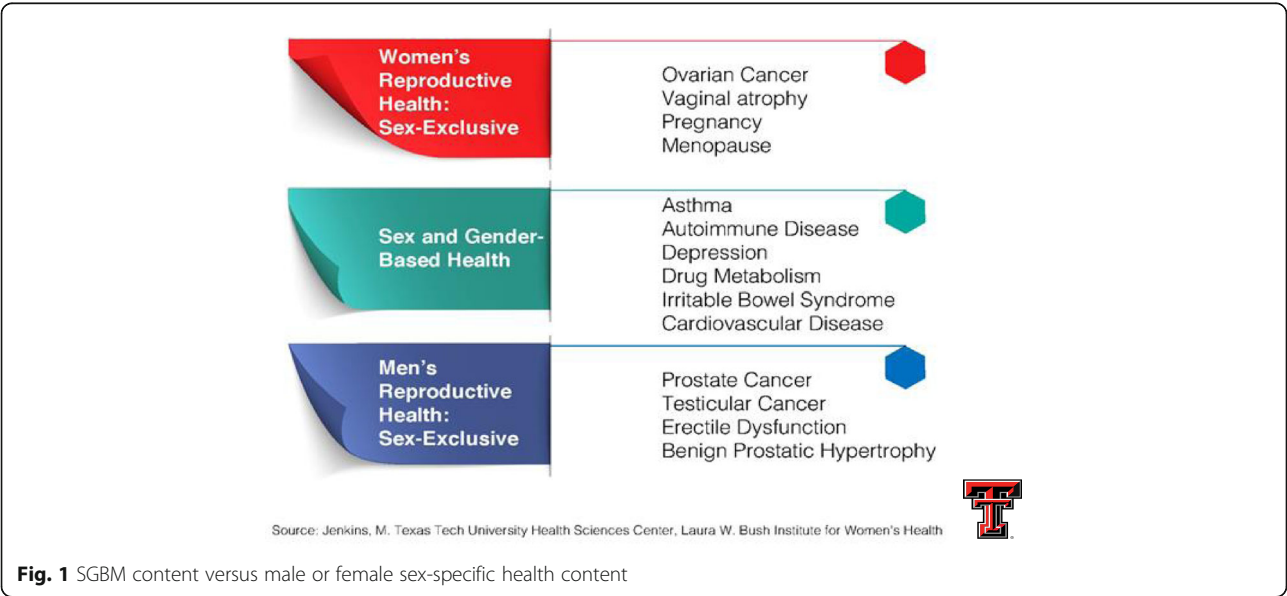 Women's
Reproductive
Health:
Sex-Exclusive
Ovarian Cancer
Vaginal atrophy
Pregnancy
Menopause
Sex and Gender-
Based Health
Asthma
Autoimmune Disease
Depression
Drug Metabolism
Irritable Bowel Syndrome
Cardiovascular Disease
Men's
Reproductive
Health:
Sex-Exclusive
Prostate Cancer
Testicular Cancer
Erectile Dysfunction
Benign Prostatic Hypertrophy
Source: Jenkins, M. Texas Tech University Health Sciences Center, Laura W. Bush Institute for Women's Health
Fig. 1 SGBM content versus male or female sex-specific health content